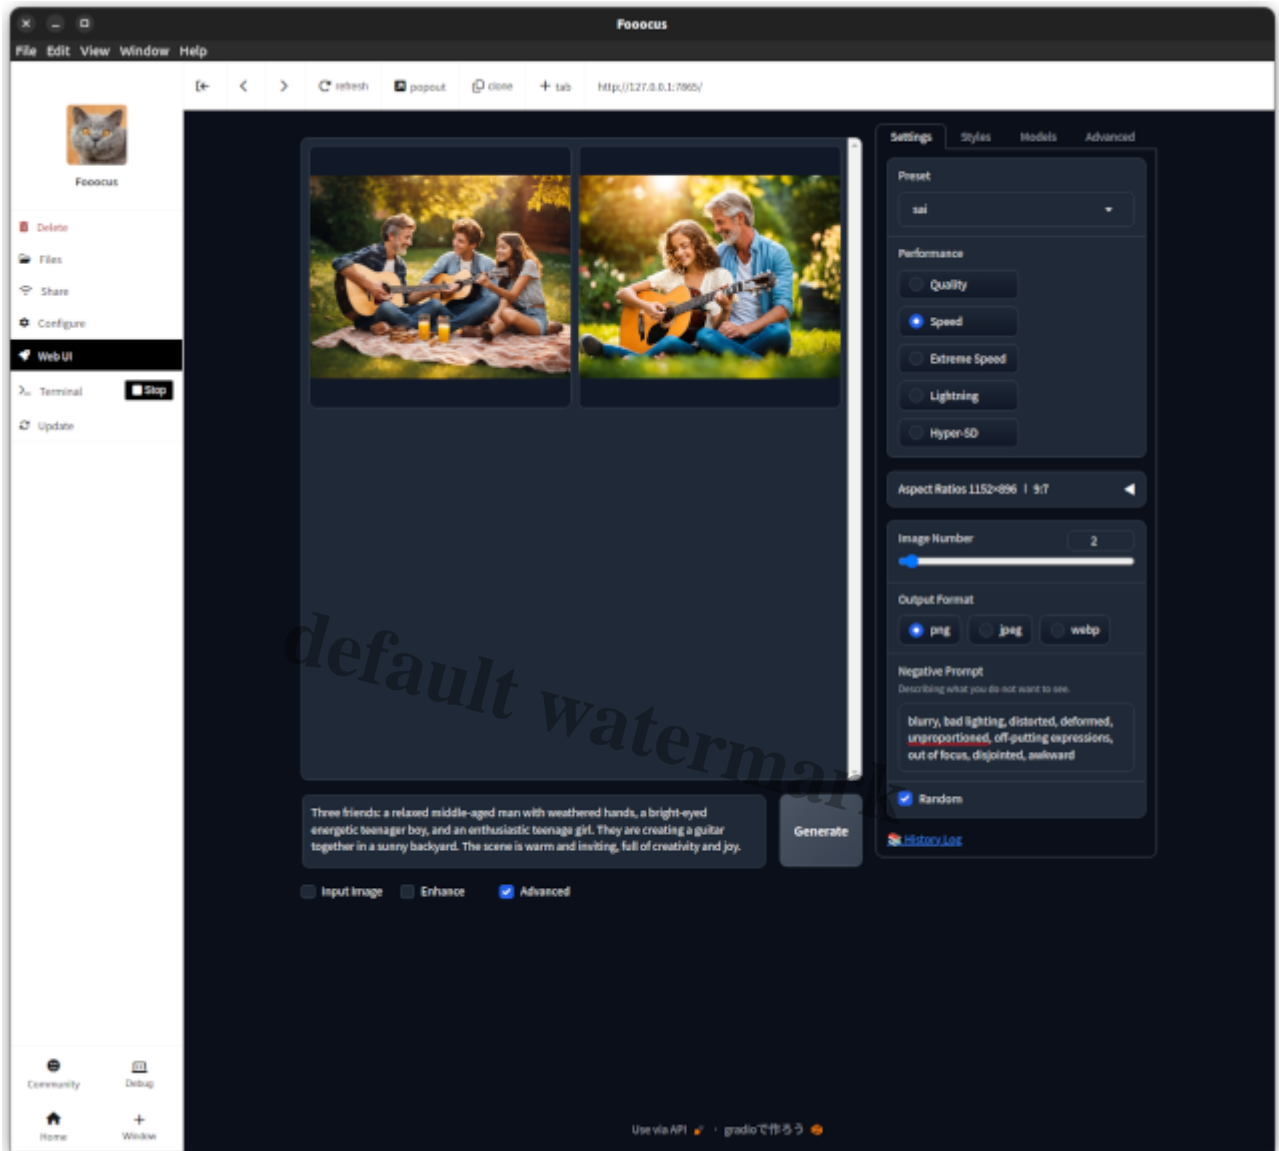 Fooocus
File Edit View Window Help
refresh popout clone tab http://127.0.0.1:7865/
Fooocus
Delete
Files
Share
Configure
Web UI
Terminal Stop
Update
Community Debug
Home Window
Three friends: a relaxed middle-aged man with weathered hands, a bright-eyed
energetic teenager boy, and an enthusiastic teenage girl. They are creating a guitar
together in a sunny backyard. The scene is warm and inviting, full of creativity and joy.
Generate
Input Image Enhance Advanced
Settings Styles Models Advanced
Preset
sai
Performance
Quality
Speed
Extreme Speed
Lightning
Hyper-SD
Aspect Ratios 1152×896 | 9:7
Image Number 2
Output Format
png jpeg webp
Negative Prompt
Describing what you do not want to see.
blurry, bad lighting, distorted, deformed,
unproportioned, off-putting expressions,
out of focus, disjointed, awkward
Random
History Log
Use via API · gradioで作ろう
default watermark